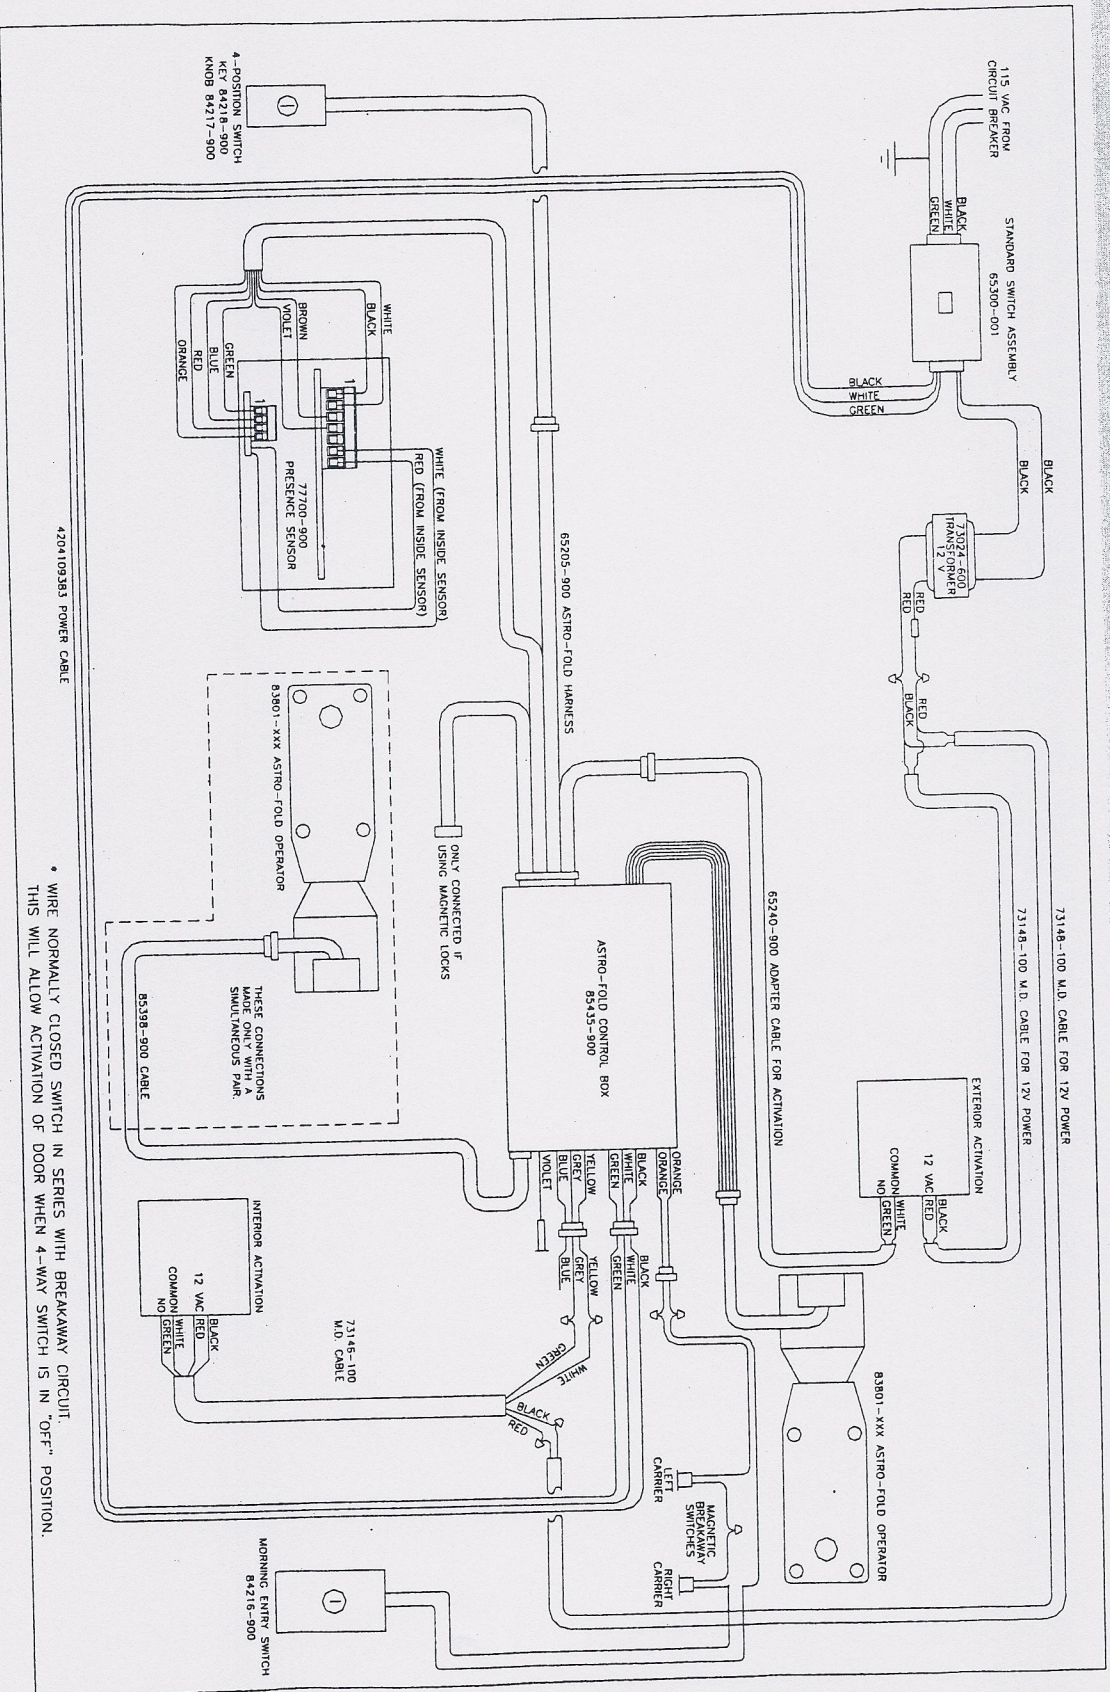 115 VAC FROM
CIRCUIT BREAKER
BLACK
WHITE
GREEN
STANDARD SWITCH ASSEMBLY
65300-001
BLACK
WHITE
GREEN
BLACK
BLACK
73024-600
TRANSFORMER
12 V
RED
RED
RED
BLACK
73148-100 M.D. CABLE FOR 12V POWER
73148-100 M.D. CABLE FOR 12V POWER
4-POSITION SWITCH
KEY 84218-900
KNOB 84217-900
WHITE
BLACK
BROWN
VIOLET
GREEN
BLUE
RED
ORANGE
1
1
77700-900
PRESENCE SENSOR
WHITE (FROM INSIDE SENSOR)
RED (FROM INSIDE SENSOR)
65205-900 ASTRO-FOLD HARNESS
4204109383 POWER CABLE
83801-XXX ASTRO-FOLD OPERATOR
ONLY CONNECTED IF
USING MAGNETIC LOCKS
THESE CONNECTIONS
MADE ONLY WITH A
SIMULTANEOUS PAIR.
85398-900 CABLE
ASTRO-FOLD CONTROL BOX
85435-900
65240-900 ADAPTER CABLE FOR ACTIVATION
EXTERIOR ACTIVATION
12 VAC
COMMON
NO
BLACK
RED
WHITE
GREEN
ORANGE
ORANGE
BLACK
WHITE
GREEN
YELLOW
GREY
BLUE
VIOLET
BLACK
WHITE
GREEN
YELLOW
GREY
BLUE
83801-XXX ASTRO-FOLD OPERATOR
INTERIOR ACTIVATION
12 VAC
COMMON
NO
BLACK
RED
WHITE
GREEN
73146-100
M.D. CABLE
GREEN
WHITE
BLACK
RED
LEFT
CARRIER
MAGNETIC
BREAKAWAY
SWITCHES
RIGHT
CARRIER
MORNING ENTRY SWITCH
84216-900
* WIRE NORMALLY CLOSED SWITCH IN SERIES WITH BREAKAWAY CIRCUIT.
THIS WILL ALLOW ACTIVATION OF DOOR WHEN 4-WAY SWITCH IS IN "OFF" POSITION.